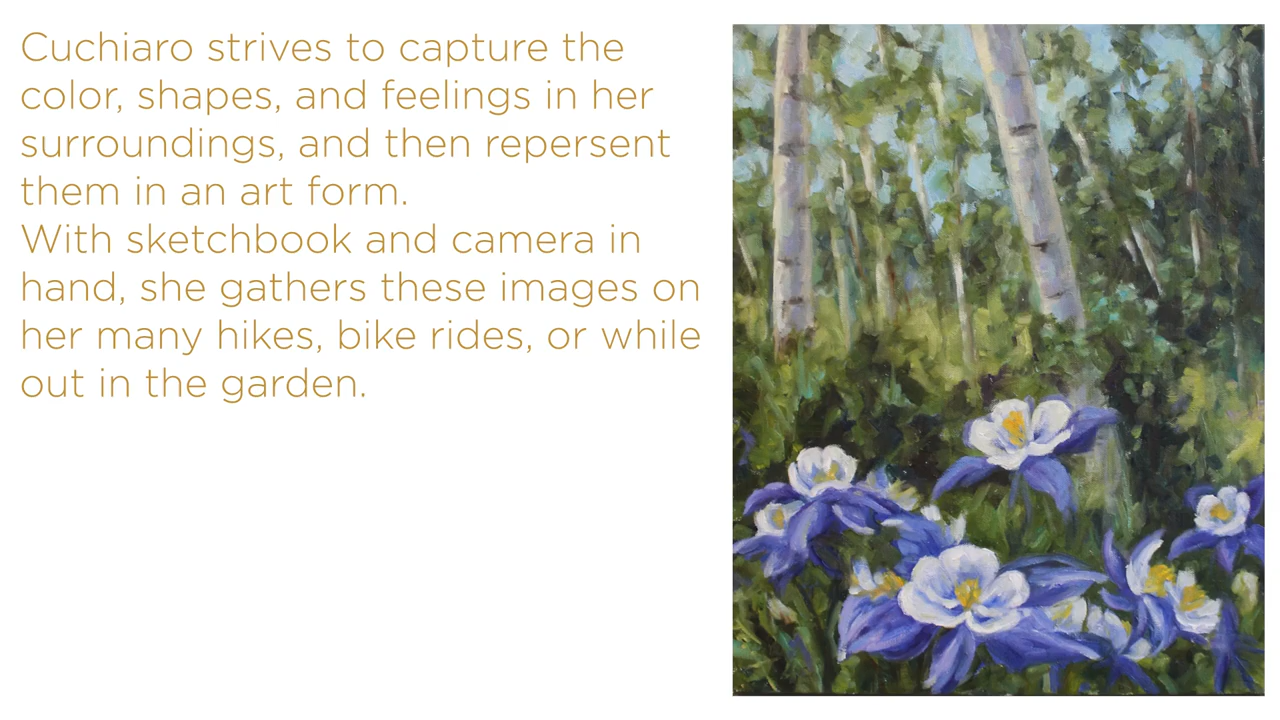 Cuchiaro strives to capture the
color, shapes, and feelings in her
surroundings, and then repersent
them in an art form.
With sketchbook and camera in
hand, she gathers these images on
her many hikes, bike rides, or while
out in the garden.